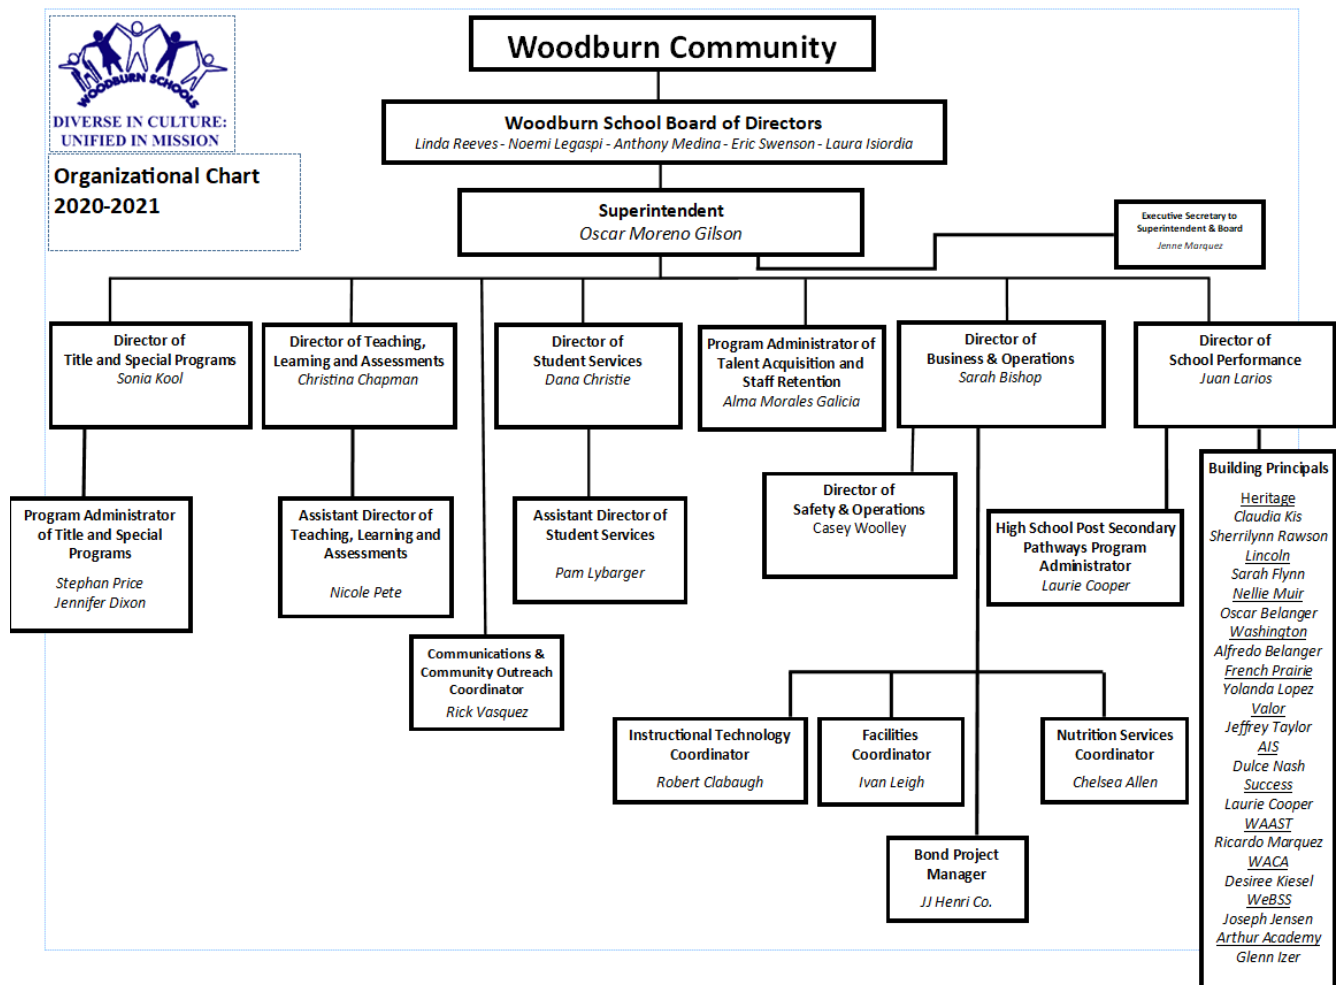 WOODBURN SCHOOLS
DIVERSE IN CULTURE:
UNIFIED IN MISSION
Organizational Chart
2020-2021
Woodburn Community
Woodburn School Board of Directors
Linda Reeves - Noemi Legaspi - Anthony Medina - Eric Swenson - Laura Isiordia
Superintendent
Oscar Moreno Gilson
Executive Secretary to
Superintendent & Board
Jenne Marquez
Director of
Title and Special Programs
Sonia Kool
Director of Teaching,
Learning and Assessments
Christina Chapman
Director of
Student Services
Dana Christie
Program Administrator of
Talent Acquisition and
Staff Retention
Alma Morales Galicia
Director of
Business & Operations
Sarah Bishop
Director of
School Performance
Juan Larios
Program Administrator
of Title and Special
Programs
Stephan Price
Jennifer Dixon
Assistant Director of
Teaching, Learning and
Assessments
Nicole Pete
Assistant Director of
Student Services
Pam Lybarger
Director of
Safety & Operations
Casey Woolley
High School Post Secondary
Pathways Program
Administrator
Laurie Cooper
Building Principals
Heritage
Claudia Kis
Sherrilynn Rawson
Lincoln
Sarah Flynn
Nellie Muir
Oscar Belanger
Washington
Alfredo Belanger
French Prairie
Yolanda Lopez
Valor
Jeffrey Taylor
AIS
Dulce Nash
Success
Laurie Cooper
WAAST
Ricardo Marquez
WACA
Desiree Kiesel
WeBSS
Joseph Jensen
Arthur Academy
Glenn Izer
Communications &
Community Outreach
Coordinator
Rick Vasquez
Instructional Technology
Coordinator
Robert Clabaugh
Facilities
Coordinator
Ivan Leigh
Nutrition Services
Coordinator
Chelsea Allen
Bond Project
Manager
JJ Henri Co.